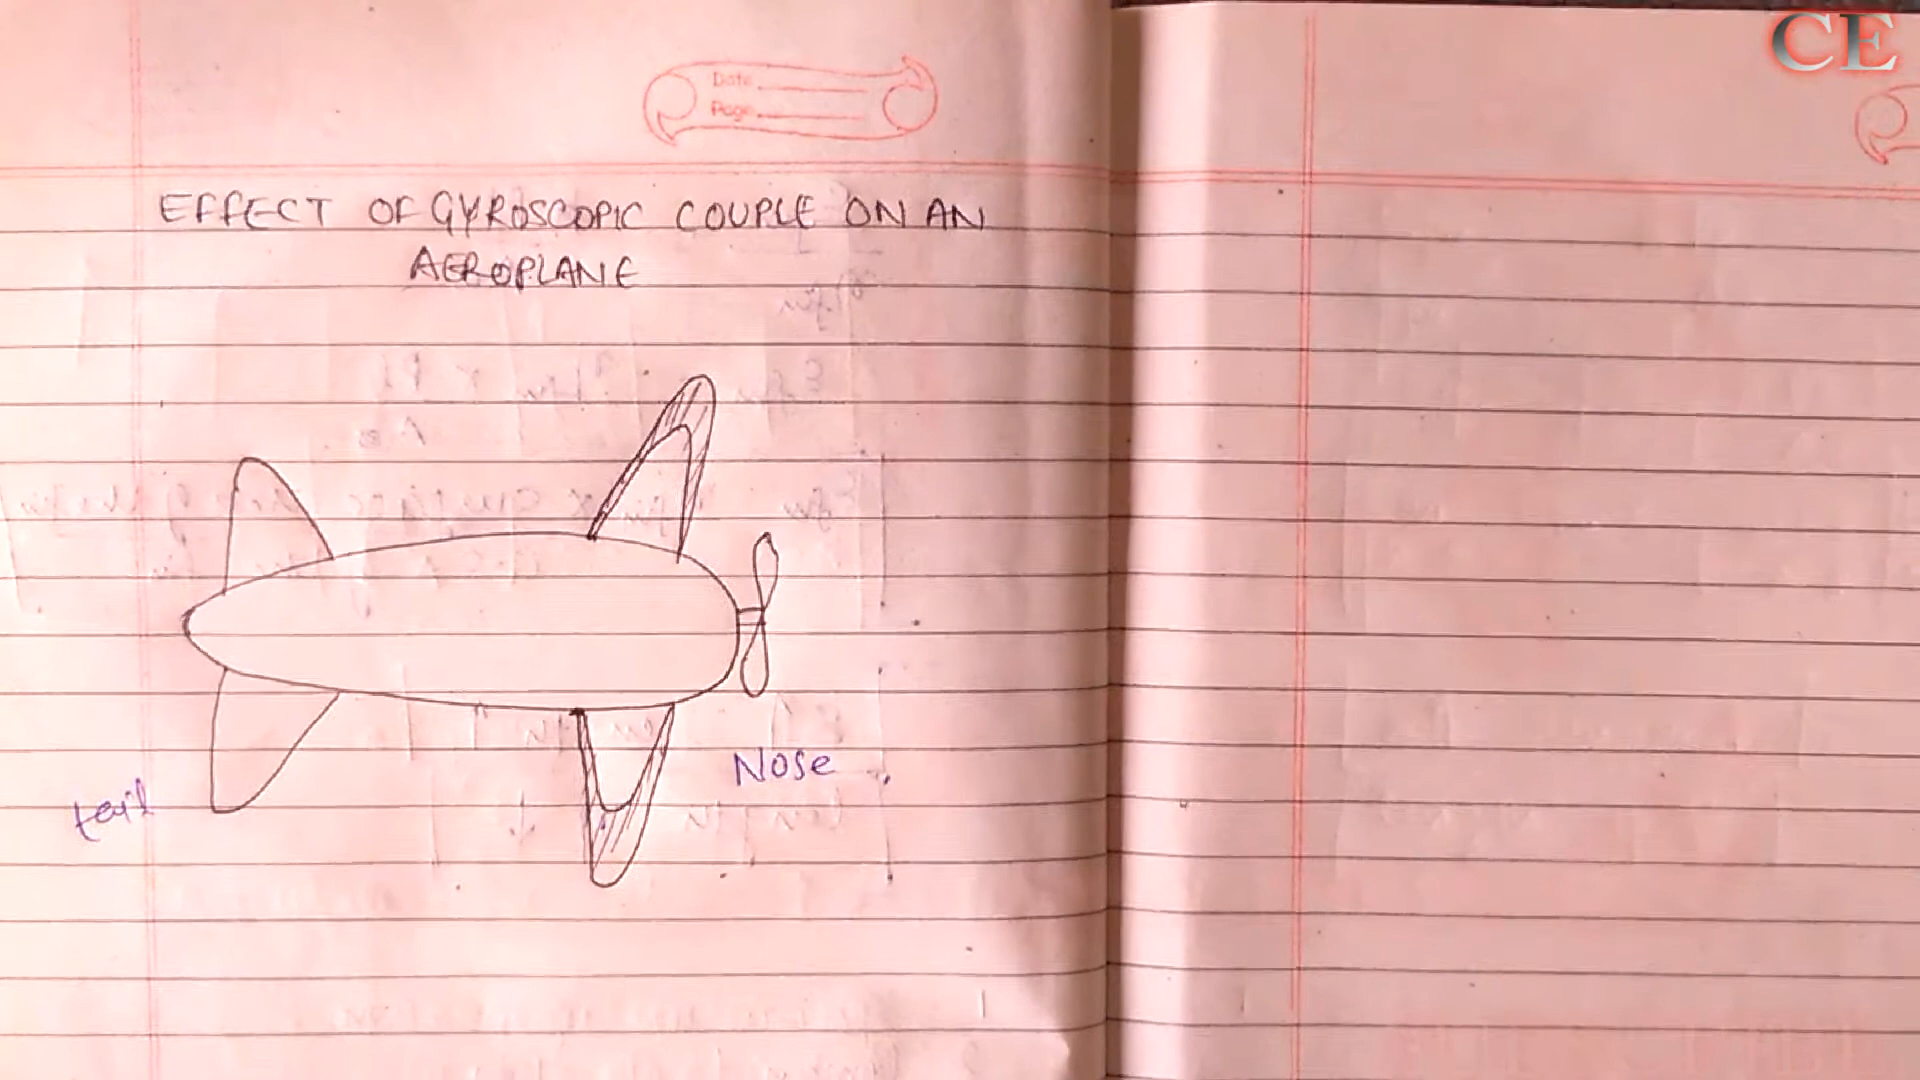 CE
Date
Page
EFFECT OF GYROSCOPIC COUPLE ON AN
AEROPLANE
Nose
tail